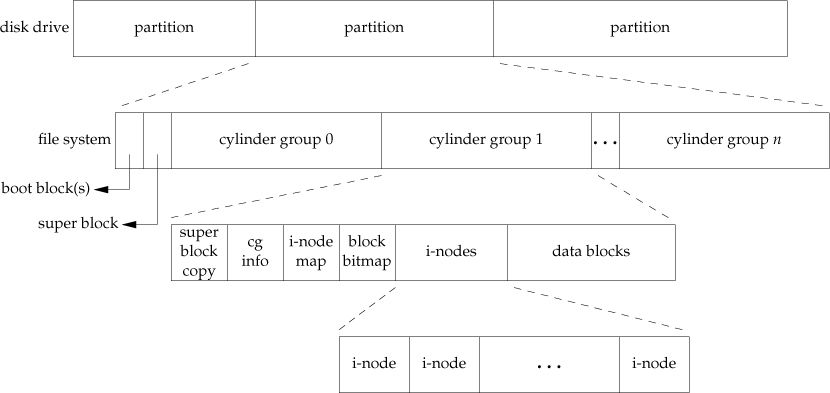 disk drive
partition
partition
partition
file system
cylinder group 0
cylinder group 1
...
cylinder group n
boot block(s)
super block
super
block
copy
cg
info
i-node
map
block
bitmap
i-nodes
data blocks
i-node
i-node
...
i-node